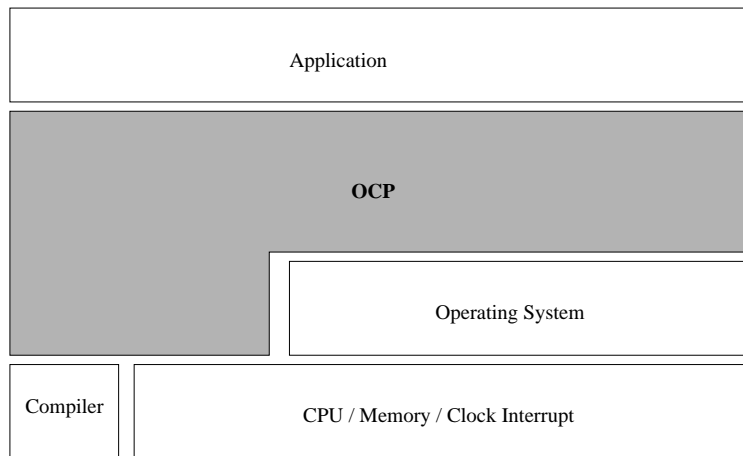 Application
OCP
Operating System
Compiler
CPU / Memory / Clock Interrupt